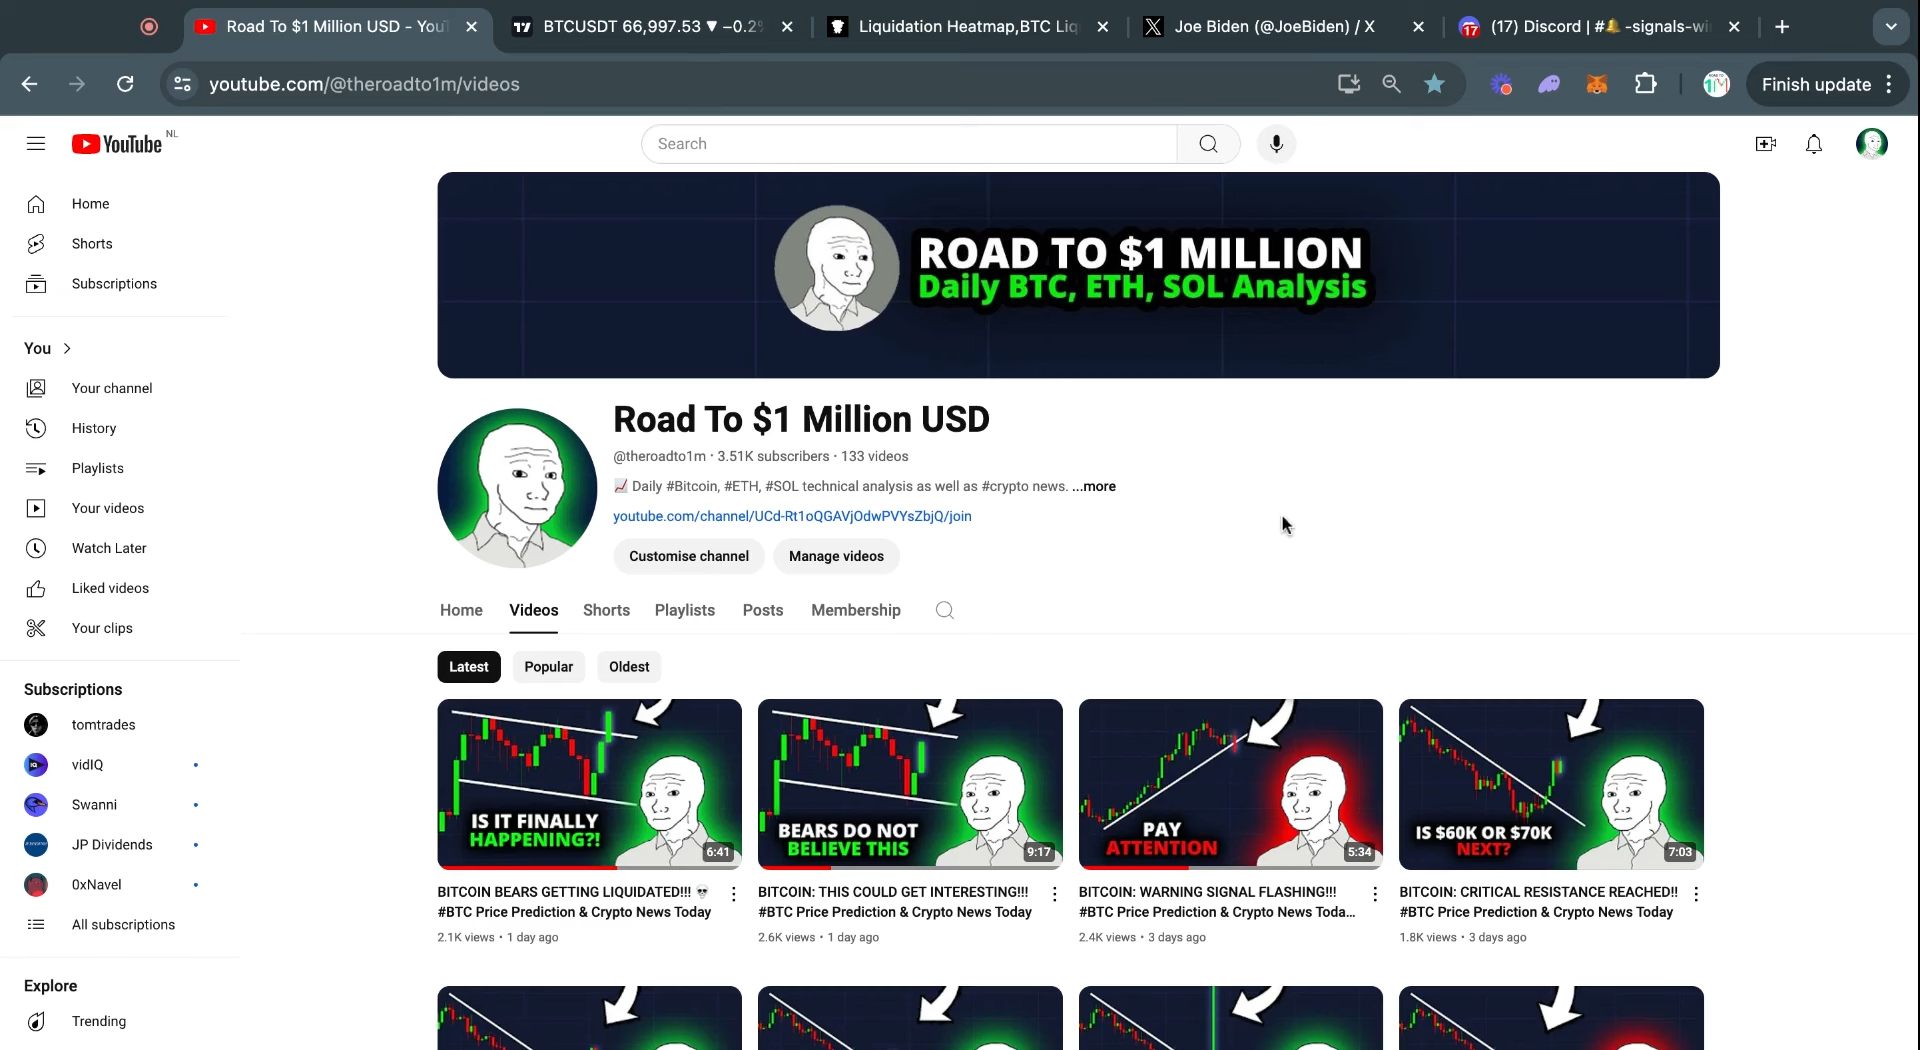 Road To $1 Million USD - You
BTCUSDT 66,997.53 ▼ −0.2
Liquidation Heatmap,BTC Liq
Joe Biden (@JoeBiden) / X
(17) Discord | #🔔 -signals-wi
youtube.com/@theroadto1m/videos
Finish update
YouTube NL
Search
Home
Shorts
Subscriptions
You
Your channel
History
Playlists
Your videos
Watch Later
Liked videos
Your clips
Subscriptions
tomtrades
vidIQ
Swanni
JP Dividends
0xNavel
All subscriptions
Explore
Trending
ROAD TO $1 MILLION
Daily BTC, ETH, SOL Analysis
Road To $1 Million USD
@theroadto1m · 3.51K subscribers · 133 videos
📈 Daily #Bitcoin, #ETH, #SOL technical analysis as well as #crypto news. ...more
youtube.com/channel/UCd-Rt1oQGAVjOdwPVYsZbjQ/join
Customise channel
Manage videos
Home Videos Shorts Playlists Posts Membership
Latest Popular Oldest
IS IT FINALLY
HAPPENING?!
6:41
BITCOIN BEARS GETTING LIQUIDATED!!! 💀
#BTC Price Prediction & Crypto News Today
2.1K views · 1 day ago
BEARS DO NOT
BELIEVE THIS
9:17
BITCOIN: THIS COULD GET INTERESTING!!!
#BTC Price Prediction & Crypto News Today
2.6K views · 1 day ago
PAY
ATTENTION
5:34
BITCOIN: WARNING SIGNAL FLASHING!!!
#BTC Price Prediction & Crypto News Toda...
2.4K views · 3 days ago
IS $60K OR $70K
NEXT?
7:03
BITCOIN: CRITICAL RESISTANCE REACHED!!
#BTC Price Prediction & Crypto News Today
1.8K views · 3 days ago